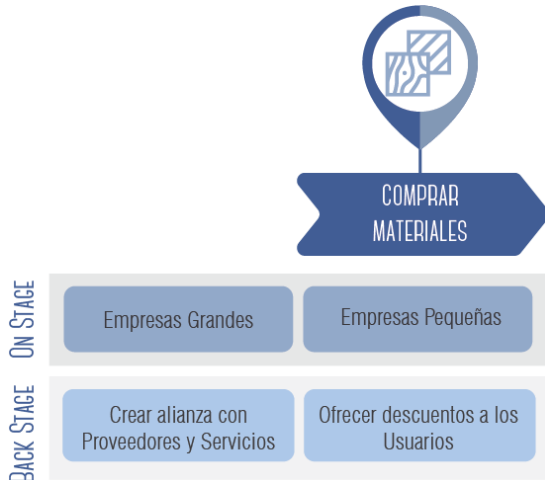 COMPRAR
MATERIALES
ON STAGE
Empresas Grandes
Empresas Pequeñas
BACK STAGE
Crear alianza con
Proveedores y Servicios
Ofrecer descuentos a los
Usuarios